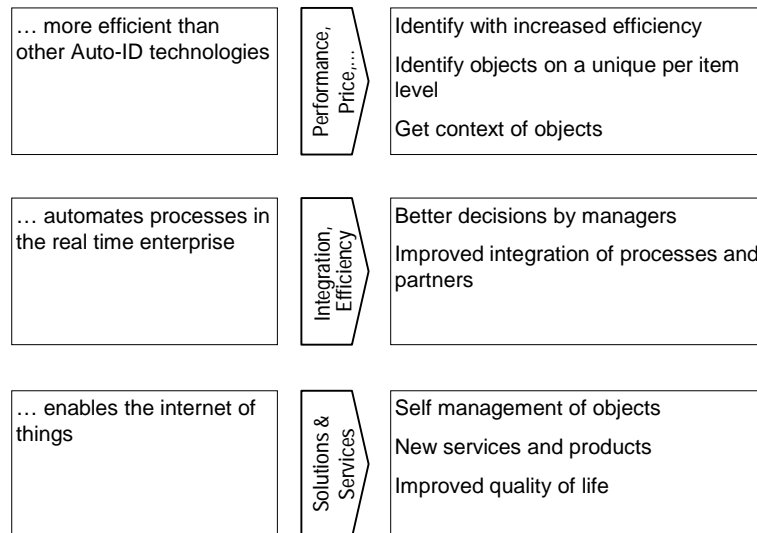 … more efficient than
other Auto-ID technologies
Performance,
Price,...
Identify with increased efficiency
Identify objects on a unique per item
level
Get context of objects
… automates processes in
the real time enterprise
Integration,
Efficiency
Better decisions by managers
Improved integration of processes and
partners
… enables the internet of
things
Solutions &
Services
Self management of objects
New services and products
Improved quality of life